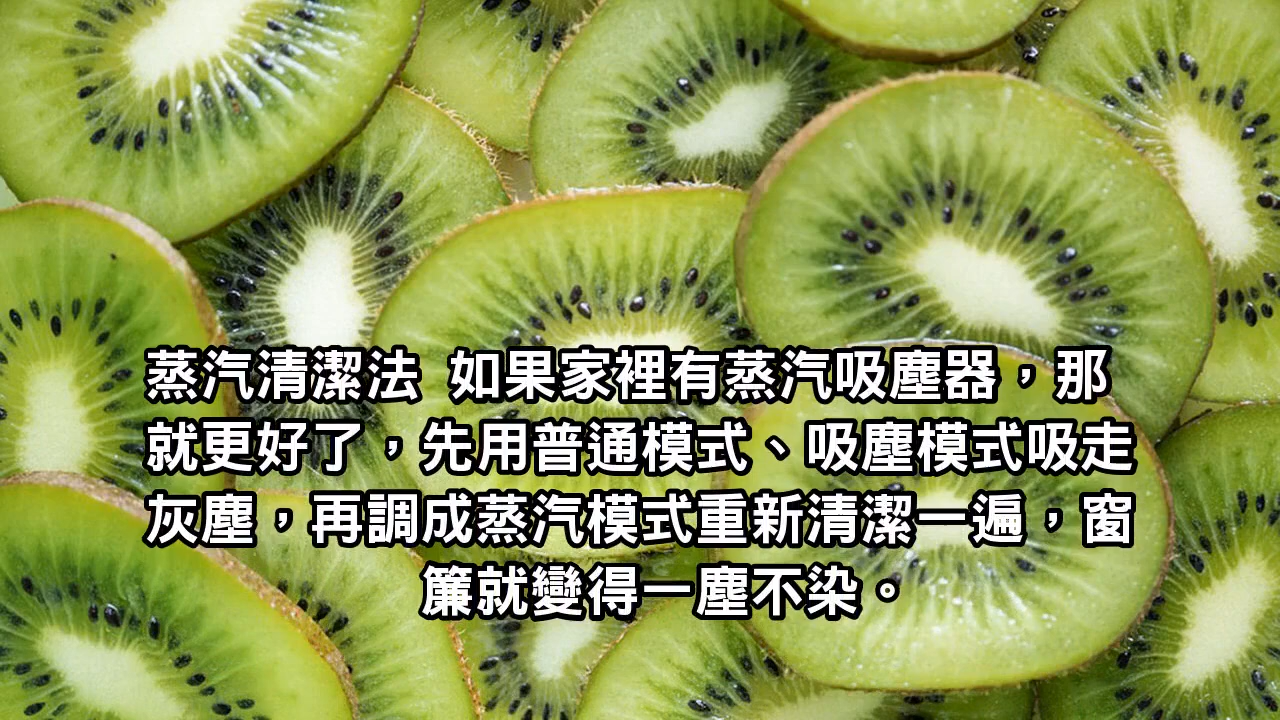 蒸汽清潔法 如果家裡有蒸汽吸塵器，那
就更好了，先用普通模式、吸塵模式吸走
灰塵，再調成蒸汽模式重新清潔一遍，窗
簾就變得一塵不染。